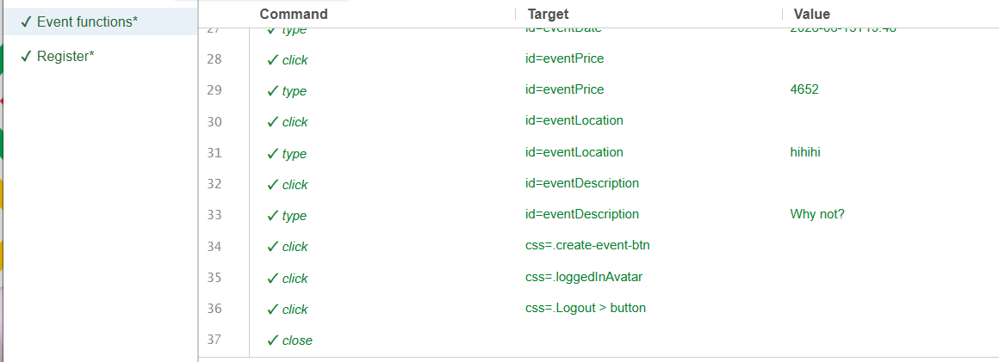 ✓ Event functions*
✓ Register*
Command Target Value
27 ✓ type id=eventDate
28 ✓ click id=eventPrice
29 ✓ type id=eventPrice 4652
30 ✓ click id=eventLocation
31 ✓ type id=eventLocation hihihi
32 ✓ click id=eventDescription
33 ✓ type id=eventDescription Why not?
34 ✓ click css=.create-event-btn
35 ✓ click css=.loggedInAvatar
36 ✓ click css=.Logout > button
37 ✓ close